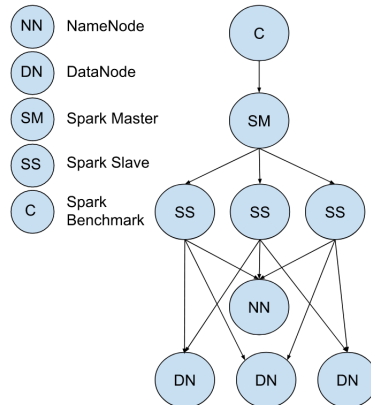 NN NameNode
DN DataNode
SM Spark Master
SS Spark Slave
C Spark
Benchmark
C
SM
SS SS SS
NN
DN DN DN